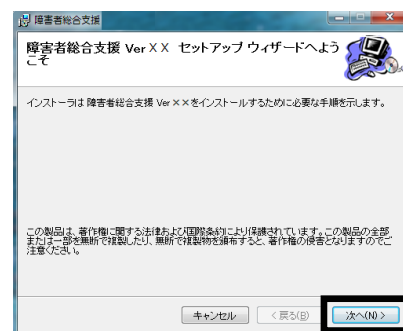 障害者総合支援
障害者総合支援 Ver XX セットアップ ウィザードへよう
こそ
インストーラは 障害者総合支援 Ver ××をインストールするために必要な手順を示します。
この製品は、著作権に関する法律および国際条約により保護されています。この製品の全部
または一部を無断で複製したり、無断で複製物を頒布すると、著作権の侵害となりますのでご
注意ください。
キャンセル
< 戻る(B)
次へ(N) >